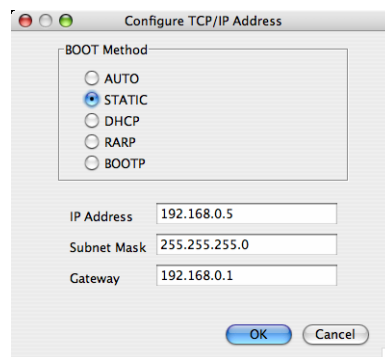 Configure TCP/IP Address
BOOT Method
AUTO
STATIC
DHCP
RARP
BOOTP
IP Address 192.168.0.5
Subnet Mask 255.255.255.0
Gateway 192.168.0.1
OK Cancel